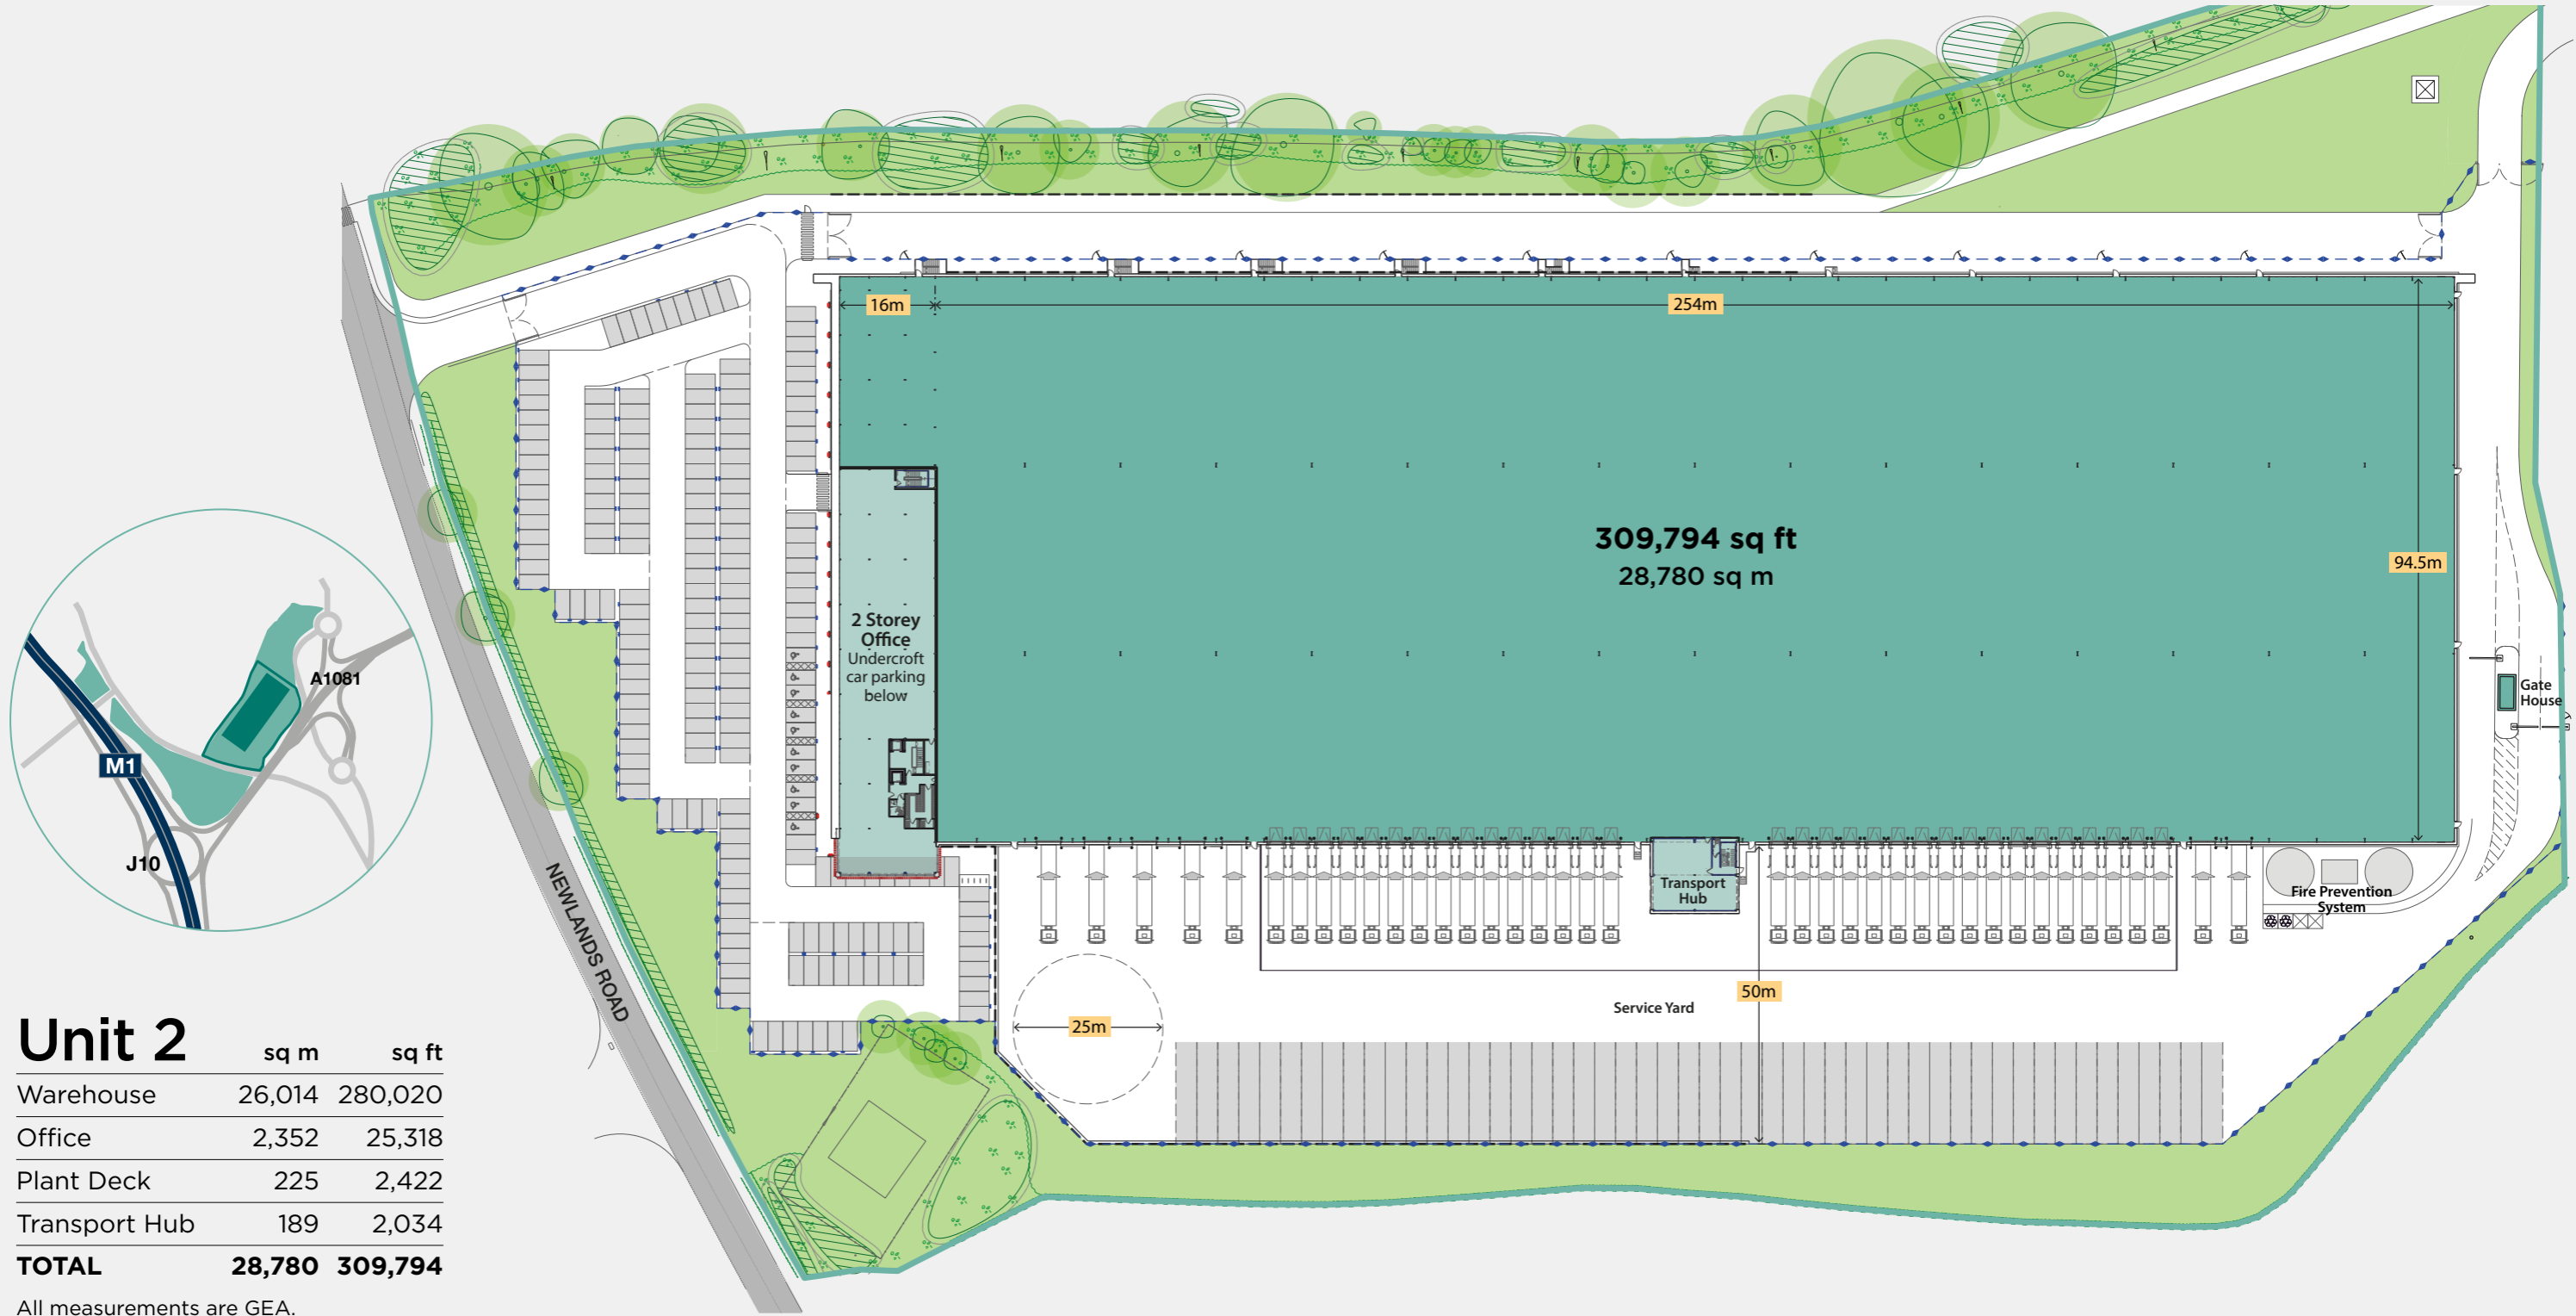 16m
254m
309,794 sq ft
28,780 sq m
94.5m
2 Storey
Office
Undercroft
car parking
below
Gate
House
A1081
M1
J10
NEWLANDS ROAD
Transport
Hub
Fire Prevention
System
50m
Service Yard
25m
Unit 2 sq m sq ft
Warehouse 26,014 280,020
Office 2,352 25,318
Plant Deck 225 2,422
Transport Hub 189 2,034
TOTAL 28,780 309,794
All measurements are GEA.